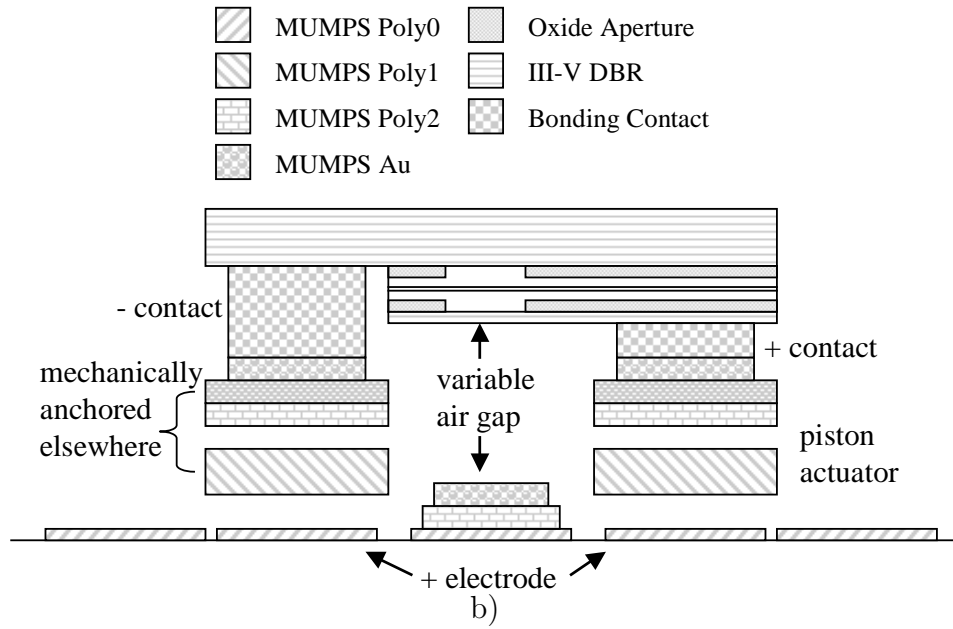 MUMPS Poly0
Oxide Aperture
MUMPS Poly1
III-V DBR
MUMPS Poly2
Bonding Contact
MUMPS Au
- contact
+ contact
mechanically
anchored
elsewhere
variable
air gap
piston
actuator
+ electrode
b)